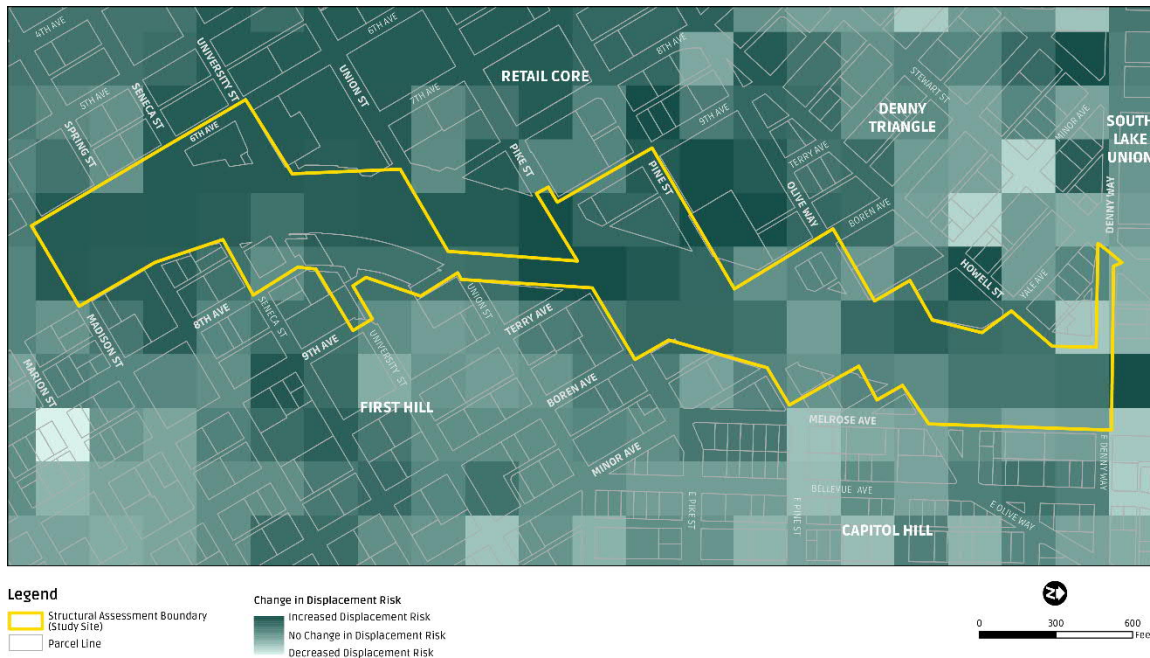 4TH AVE
5TH AVE
SPRING ST
SENECA ST
UNIVERSITY ST
6TH AVE
6TH AVE
UNION ST
7TH AVE
RETAIL CORE
PIKE ST
8TH AVE
9TH AVE
PINE ST
TERRY AVE
OLIVE WAY
BOREN AVE
DENNY
TRIANGLE
STEWART ST
MINOR AVE
SOUTH
LAKE
UNION
DENNY WAY
HOWELL ST
YALE AVE
MARION ST
MADISON ST
8TH AVE
SENECA ST
9TH AVE
UNIVERSITY ST
FIRST HILL
UNION ST
TERRY AVE
BOREN AVE
MINOR AVE
MELROSE AVE
BELLEVUE AVE
E PIKE ST
E PINE ST
CAPITOL HILL
E OLIVE WAY
E DENNY WAY
Legend
Structural Assessment Boundary
(Study Site)
Parcel Line
Change in Displacement Risk
Increased Displacement Risk
No Change in Displacement Risk
Decreased Displacement Risk
N
0 300 600
Feet